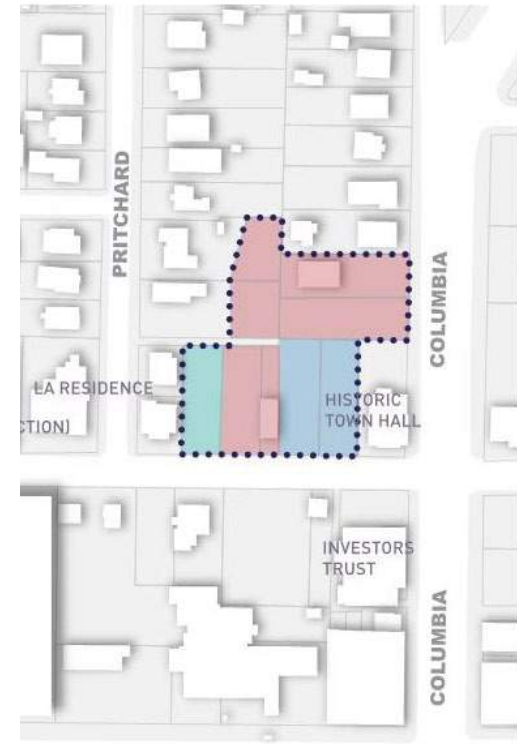 PRITCHARD
COLUMBIA
LA RESIDENCE
CTION)
HISTORIC
TOWN HALL
INVESTORS
TRUST
COLUMBIA